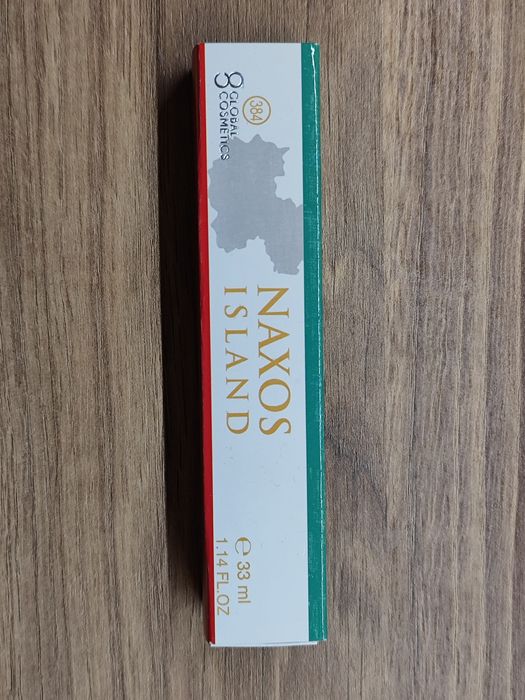 384
GLOBAL
COSMETICS
NAXOS
ISLAND
℮ 33 ml
1.14 FL.OZ